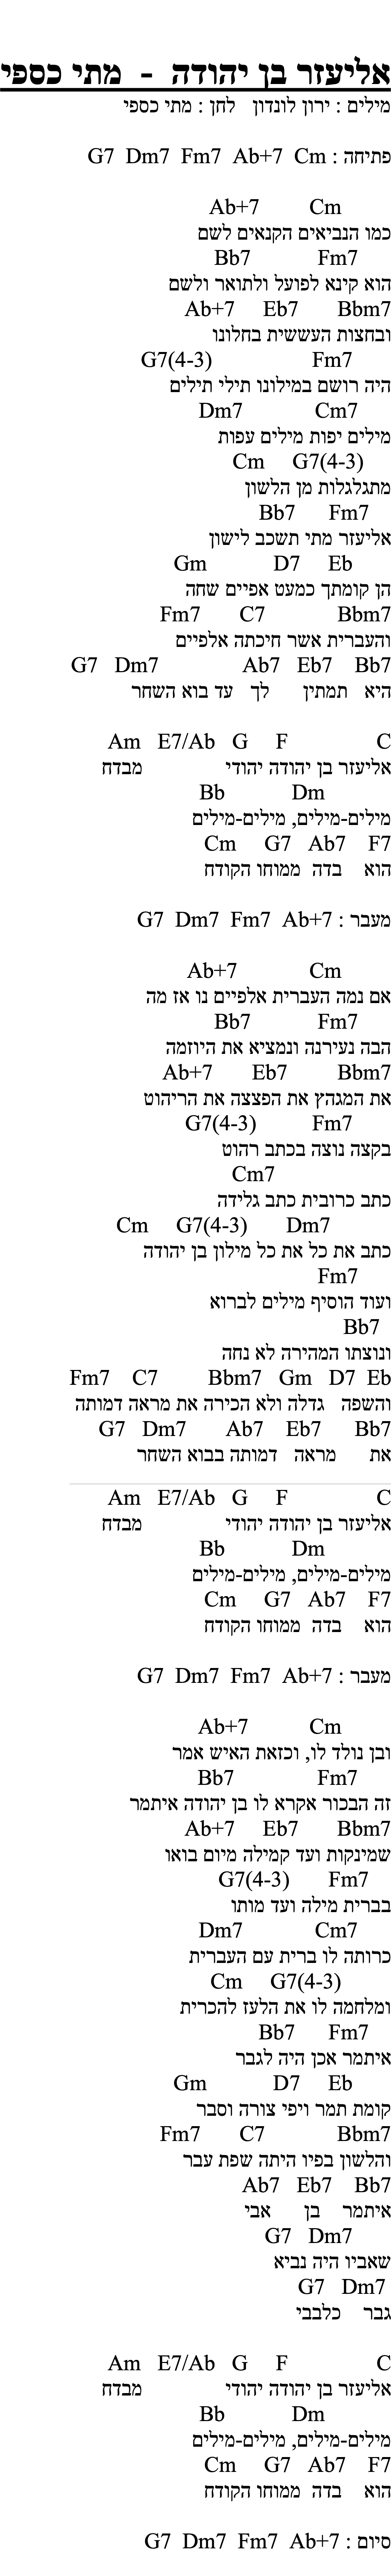 אליעזר בן יהודה - מתי כספי
מילים : ירון לונדון לחן : מתי כספי
פתיחה : G7 Dm7 Fm7 Ab+7 Cm
Ab+7 Cm
כמו הנביאים הקנאים לשם
Bb7 Fm7
הוא קינא לפועל ולתואר ולשם
Ab+7 Eb7 Bbm7
ובחצות העששית בחלונו
G7(4-3) Fm7
היה רושם במילונו תילי תילים
Dm7 Cm7
מילים יפות מילים עפות
Cm G7(4-3)
מתגלגלות מן הלשון
Bb7 Fm7
אליעזר מתי תשכב לישון
Gm D7 Eb
הן קומתך כמעט אפיים שחה
Fm7 C7 Bbm7
והעברית אשר חיכתה אלפיים
G7 Dm7 Ab7 Eb7 Bb7
היא תמתין לך עד בוא השחר
Am E7/Ab G F C
אליעזר בן יהודה יהודי מבדח
Bb Dm
מילים-מילים, מילים-מילים
Cm G7 Ab7 F7
הוא בדה ממוחו הקודח
מעבר : G7 Dm7 Fm7 Ab+7
Ab+7 Cm
אם נמה העברית אלפיים נו אז מה
Bb7 Fm7
הבה נעירנה ונמציא את היוזמה
Ab+7 Eb7 Bbm7
את המגהץ את הפצצה את הריהוט
G7(4-3) Fm7
בקצה נוצה בכתב רהוט
Cm7
כתב כרובית כתב גלידה
Cm G7(4-3) Dm7
כתב את כל את כל מילון בן יהודה
Fm7
ועוד הוסיף מילים לברוא
Bb7
ונוצתו המהירה לא נחה
Fm7 C7 Bbm7 Gm D7 Eb
והשפה גדלה ולא הכירה את מראה דמותה
G7 Dm7 Ab7 Eb7 Bb7
את מראה דמותה בבוא השחר
Am E7/Ab G F C
אליעזר בן יהודה יהודי מבדח
Bb Dm
מילים-מילים, מילים-מילים
Cm G7 Ab7 F7
הוא בדה ממוחו הקודח
מעבר : G7 Dm7 Fm7 Ab+7
Ab+7 Cm
ובן נולד לו, וכזאת האיש אמר
Bb7 Fm7
זה הבכור אקרא לו בן יהודה איתמר
Ab+7 Eb7 Bbm7
שמינקות ועד קמילה מיום בואו
G7(4-3) Fm7
בברית מילה ועד מותו
Dm7 Cm7
כרותה לו ברית עם העברית
Cm G7(4-3)
ומלחמה לו את הלעז להכרית
Bb7 Fm7
איתמר אכן היה לגבר
Gm D7 Eb
קומת תמר ויפי צורה וסבר
Fm7 C7 Bbm7
והלשון בפיו היתה שפת עבר
Ab7 Eb7 Bb7
איתמר בן אבי
G7 Dm7
שאביו היה נביא
G7 Dm7
גבר כלבבי
Am E7/Ab G F C
אליעזר בן יהודה יהודי מבדח
Bb Dm
מילים-מילים, מילים-מילים
Cm G7 Ab7 F7
הוא בדה ממוחו הקודח
סיום : G7 Dm7 Fm7 Ab+7